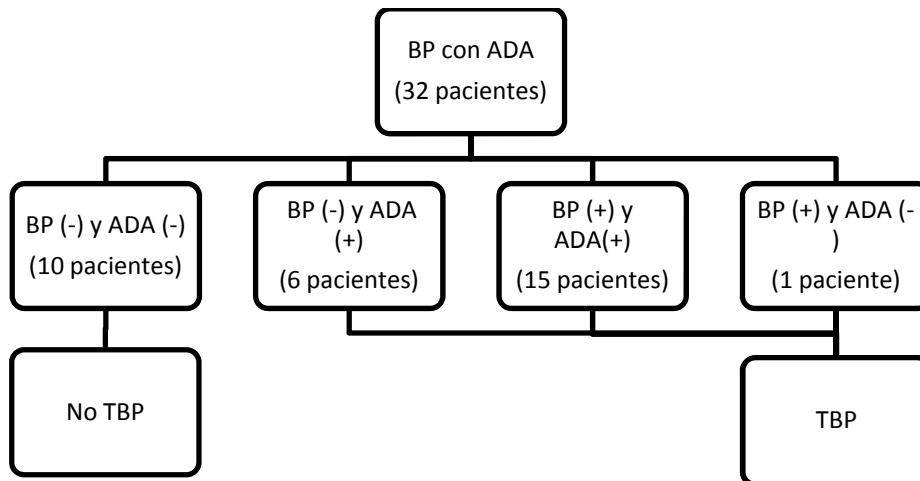 BP con ADA
(32 pacientes)
BP (-) y ADA (-)
(10 pacientes)
BP (-) y ADA
(+)
(6 pacientes)
BP (+) y
ADA(+)
(15 pacientes)
BP (+) y ADA (-
)
(1 paciente)
No TBP
TBP